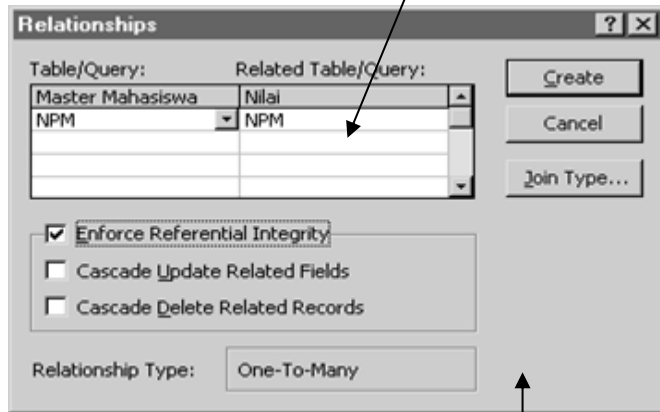 Relationships
Table/Query: Related Table/Query:
Create
Master Mahasiswa Nilai
NPM NPM
Cancel
Join Type...
Enforce Referential Integrity
Cascade Update Related Fields
Cascade Delete Related Records
Relationship Type: One-To-Many